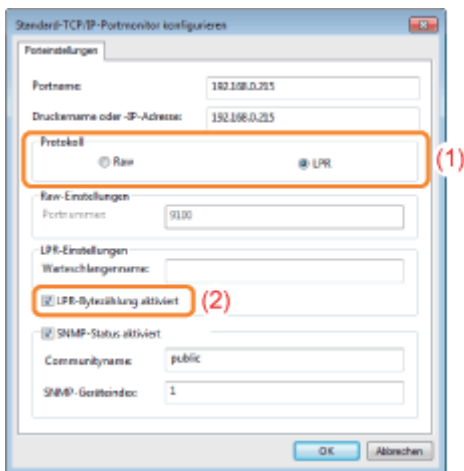 Standard-TCP/IP-Portmonitor konfigurieren
Porteinstellungen
Portname: 192.168.0.215
Druckername oder -IP-Adresse: 192.168.0.215
Protokoll
Raw LPR (1)
Raw-Einstellungen
Portnummer: 9100
LPR-Einstellungen
Warteschlangenname:
LPR-Bytezählung aktiviert (2)
SNMP-Status aktiviert
Communityname: public
SNMP-Geräteindex: 1
OK Abbrechen